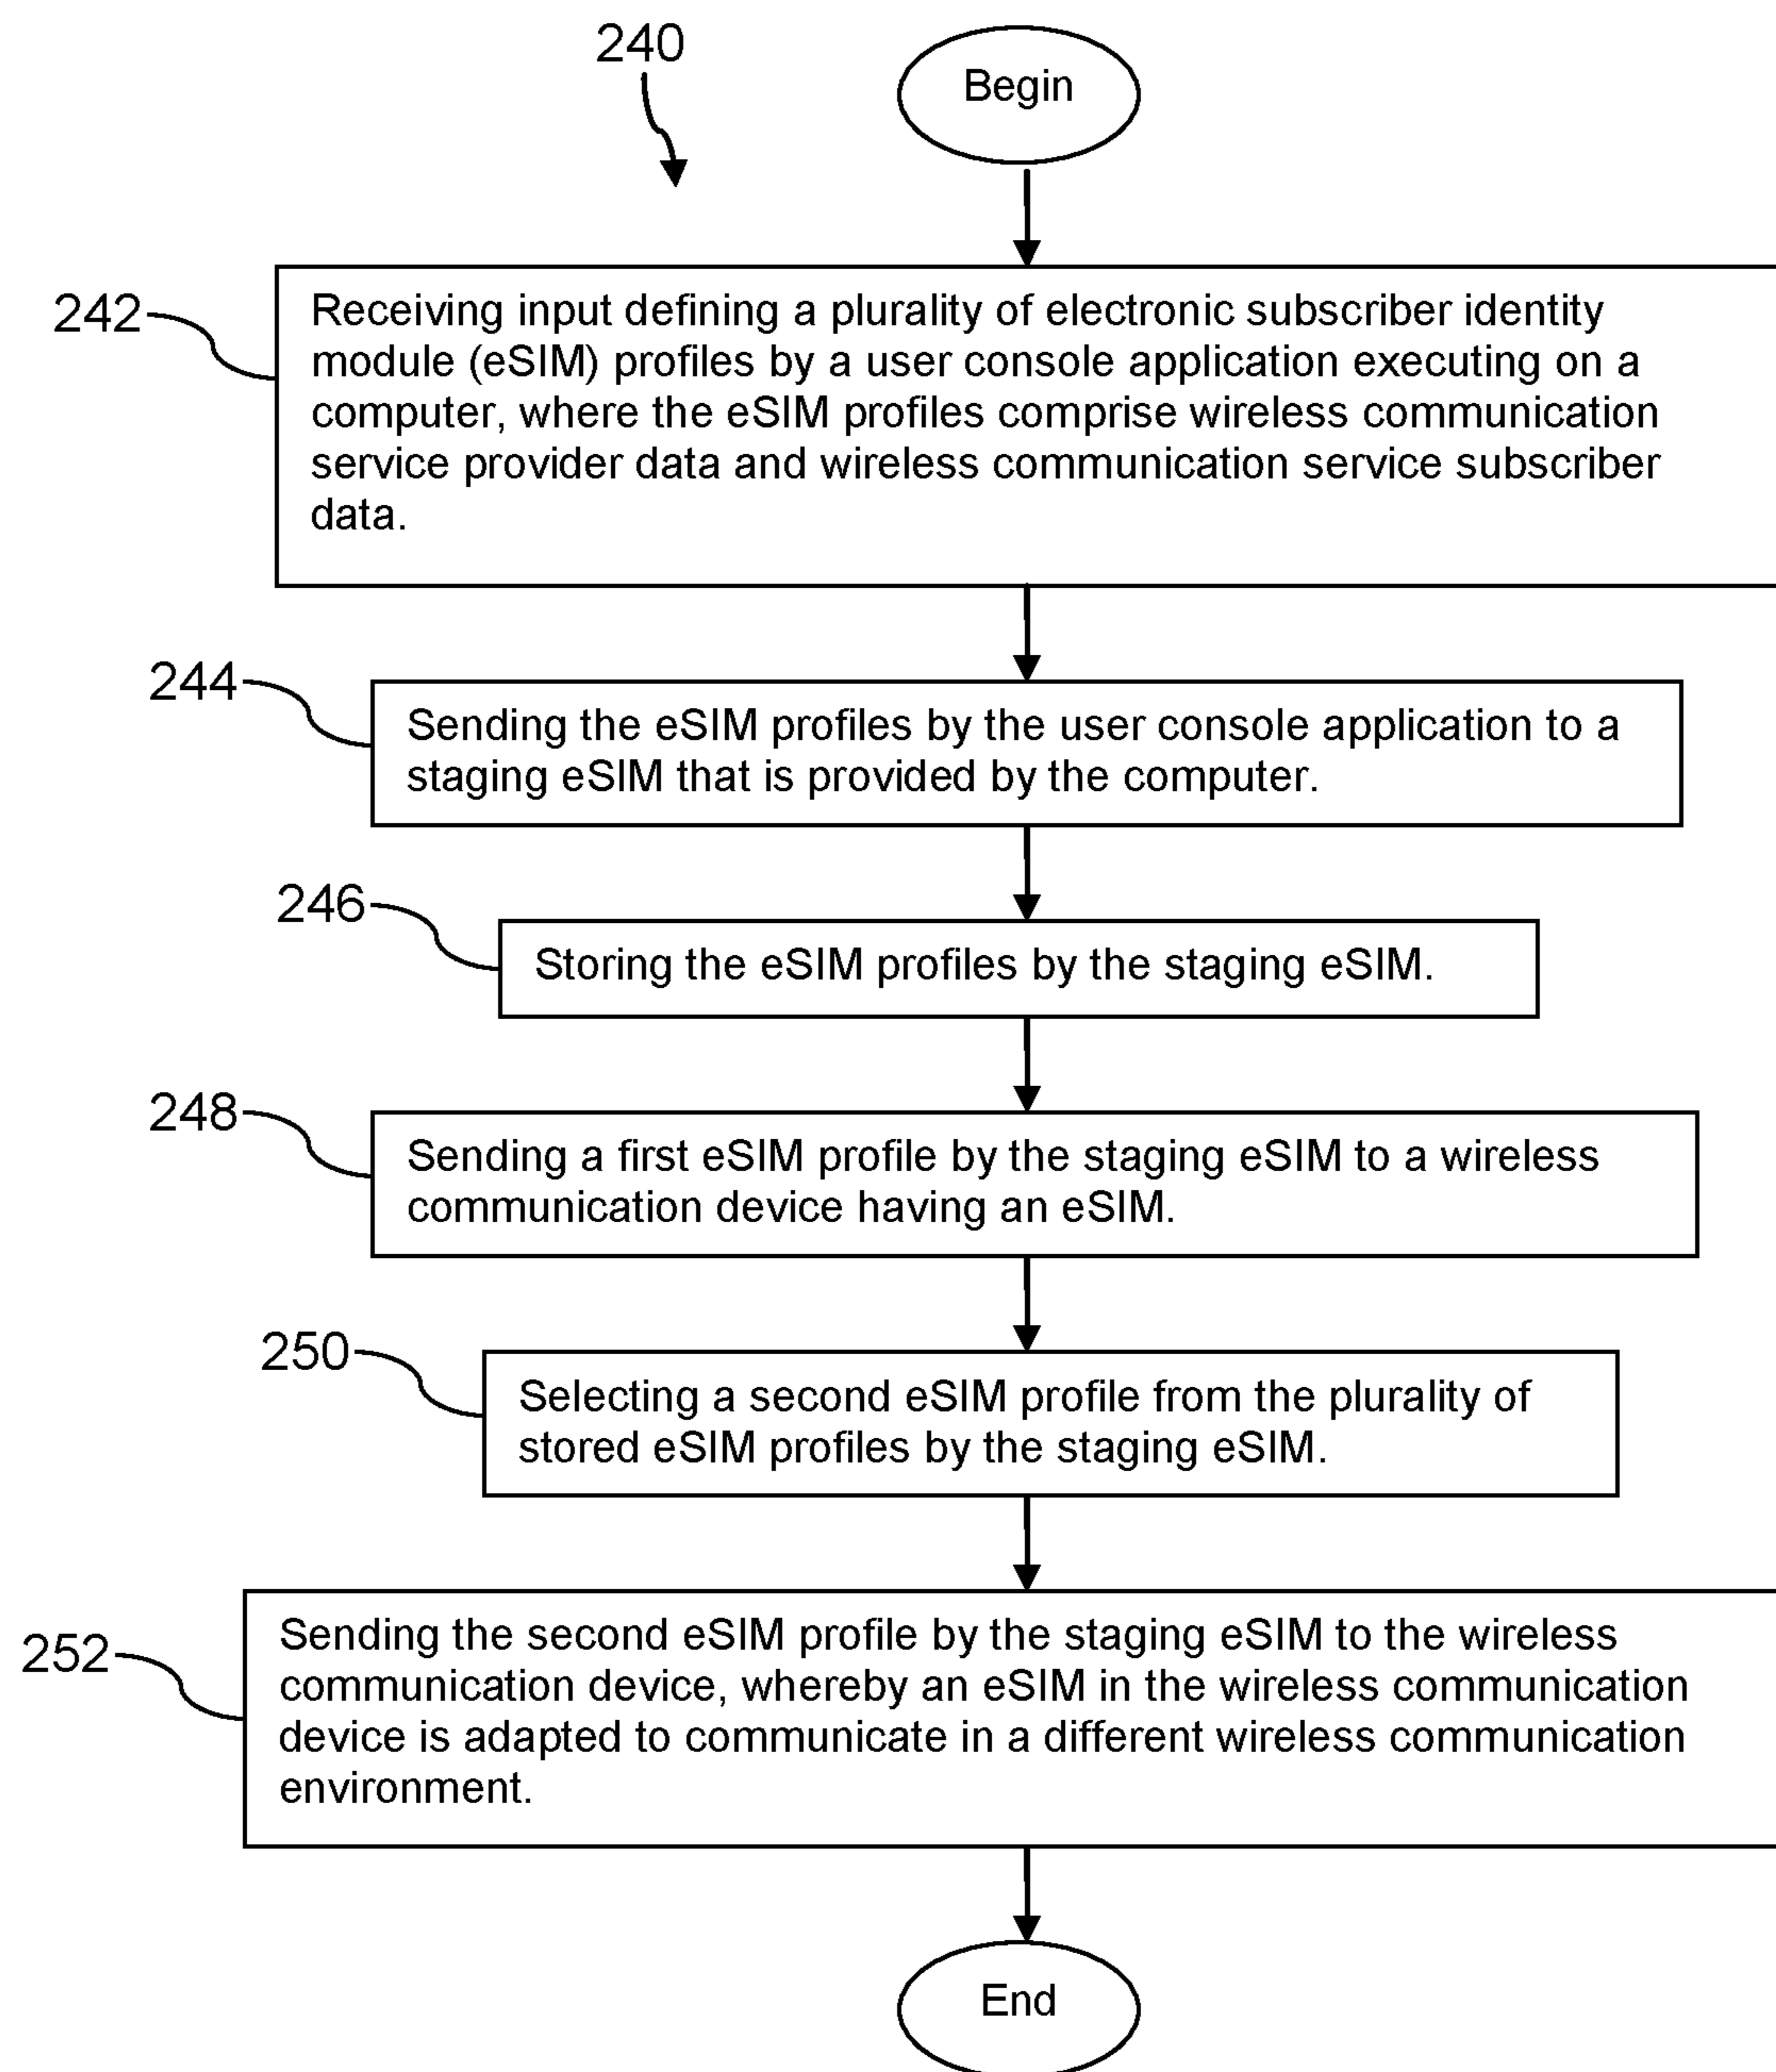 240
Begin
242
Receiving input defining a plurality of electronic subscriber identity
module (eSIM) profiles by a user console application executing on a
computer, where the eSIM profiles comprise wireless communication
service provider data and wireless communication service subscriber
data.
244
Sending the eSIM profiles by the user console application to a
staging eSIM that is provided by the computer.
246
Storing the eSIM profiles by the staging eSIM.
248
Sending a first eSIM profile by the staging eSIM to a wireless
communication device having an eSIM.
250
Selecting a second eSIM profile from the plurality of
stored eSIM profiles by the staging eSIM.
252
Sending the second eSIM profile by the staging eSIM to the wireless
communication device, whereby an eSIM in the wireless communication
device is adapted to communicate in a different wireless communication
environment.
End